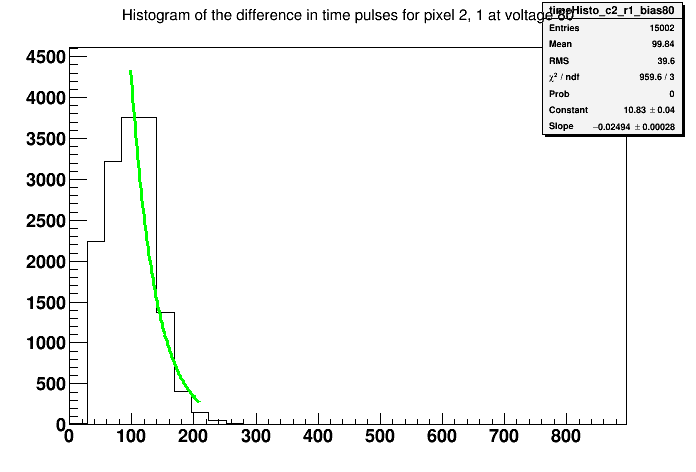 Histogram of the difference in time pulses for pixel 2, 1 at voltage 80
timeHisto_c2_r1_bias80
Entries 15002
Mean 99.84
RMS 39.6
χ² / ndf 959.6 / 3
Prob 0
Constant 10.83 ± 0.04
Slope −0.02494 ± 0.00028
4500
4000
3500
3000
2500
2000
1500
1000
500
0
0 100 200 300 400 500 600 700 800